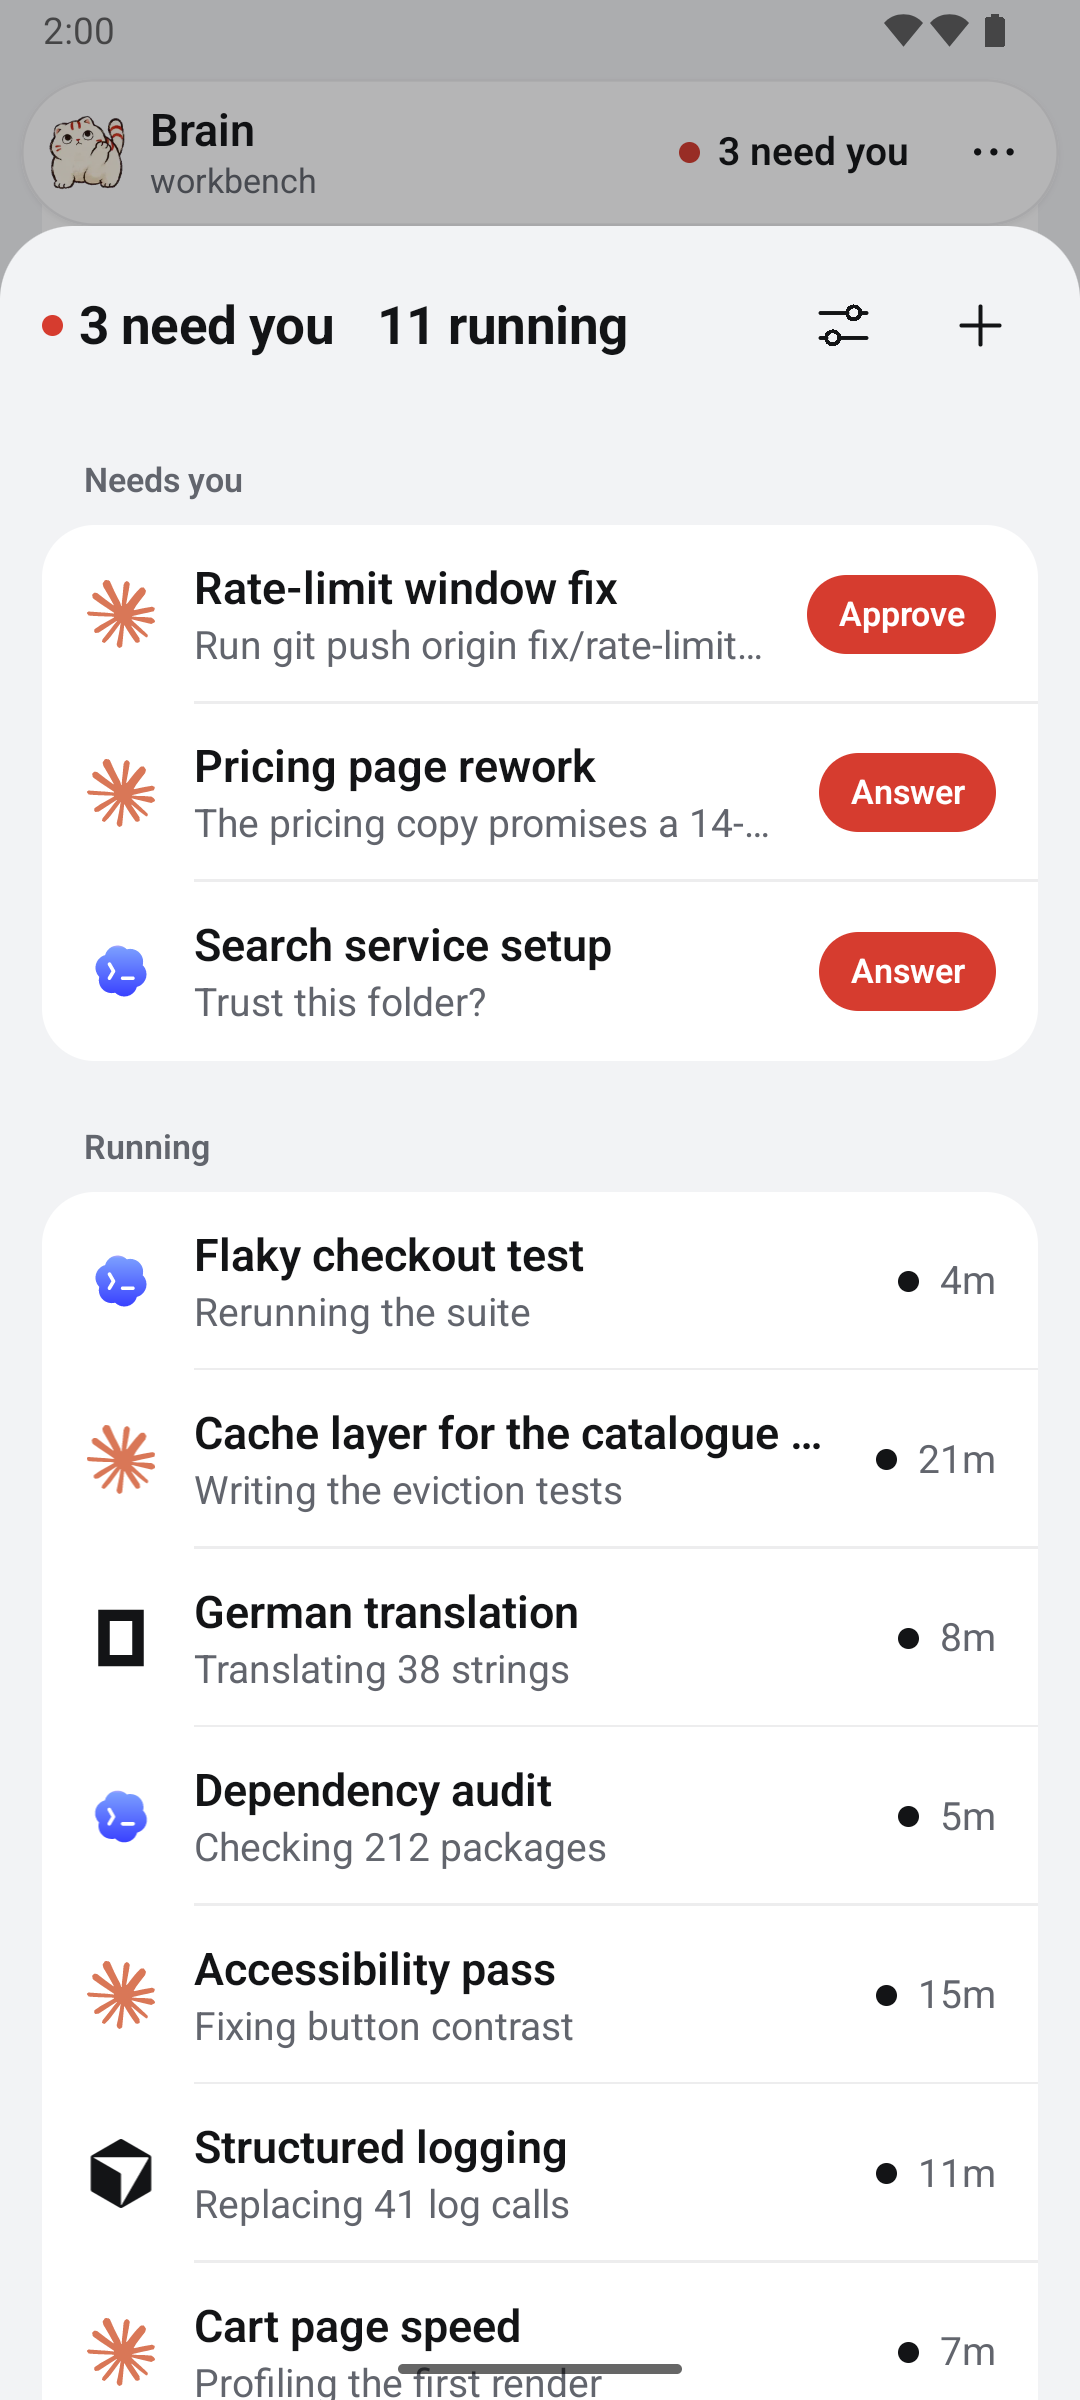 2:00
Brain
workbench
3 need you
3 need you 11 running
Needs you
Rate-limit window fix
Run git push origin fix/rate-limit…
Approve
Pricing page rework
The pricing copy promises a 14-…
Answer
Search service setup
Trust this folder?
Answer
Running
Flaky checkout test
Rerunning the suite
4m
Cache layer for the catalogue …
Writing the eviction tests
21m
German translation
Translating 38 strings
8m
Dependency audit
Checking 212 packages
5m
Accessibility pass
Fixing button contrast
15m
Structured logging
Replacing 41 log calls
11m
Cart page speed
Profiling the first render
7m